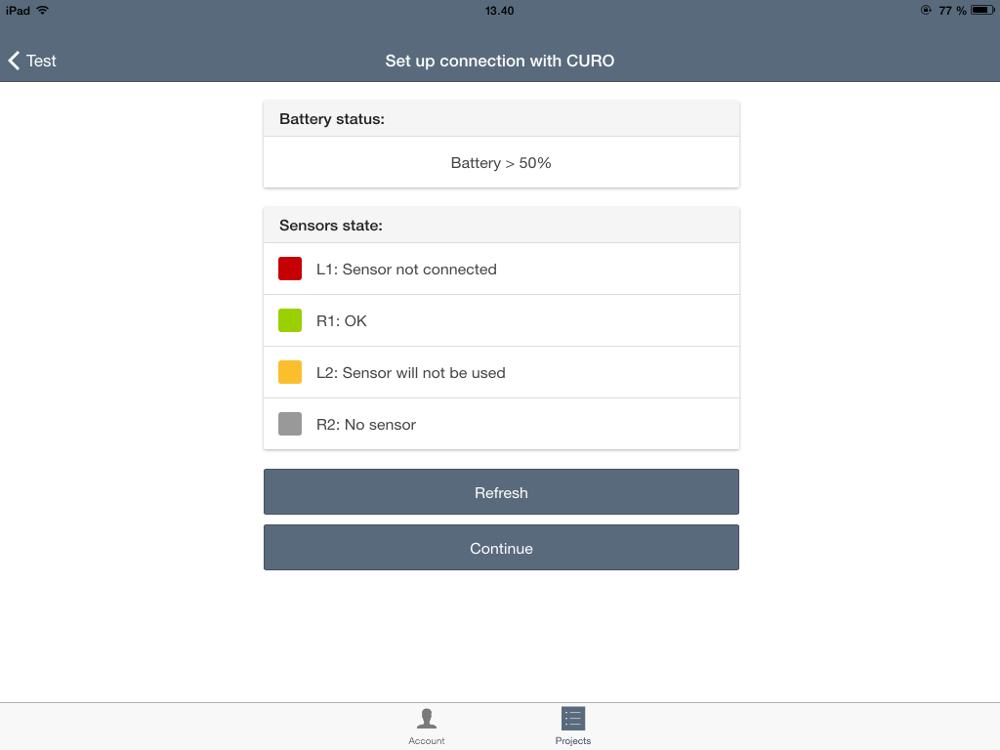 iPad
13.40
77 %
Test
Set up connection with CURO
Battery status:
Battery > 50%
Sensors state:
L1: Sensor not connected
R1: OK
L2: Sensor will not be used
R2: No sensor
Refresh
Continue
Account
Projects